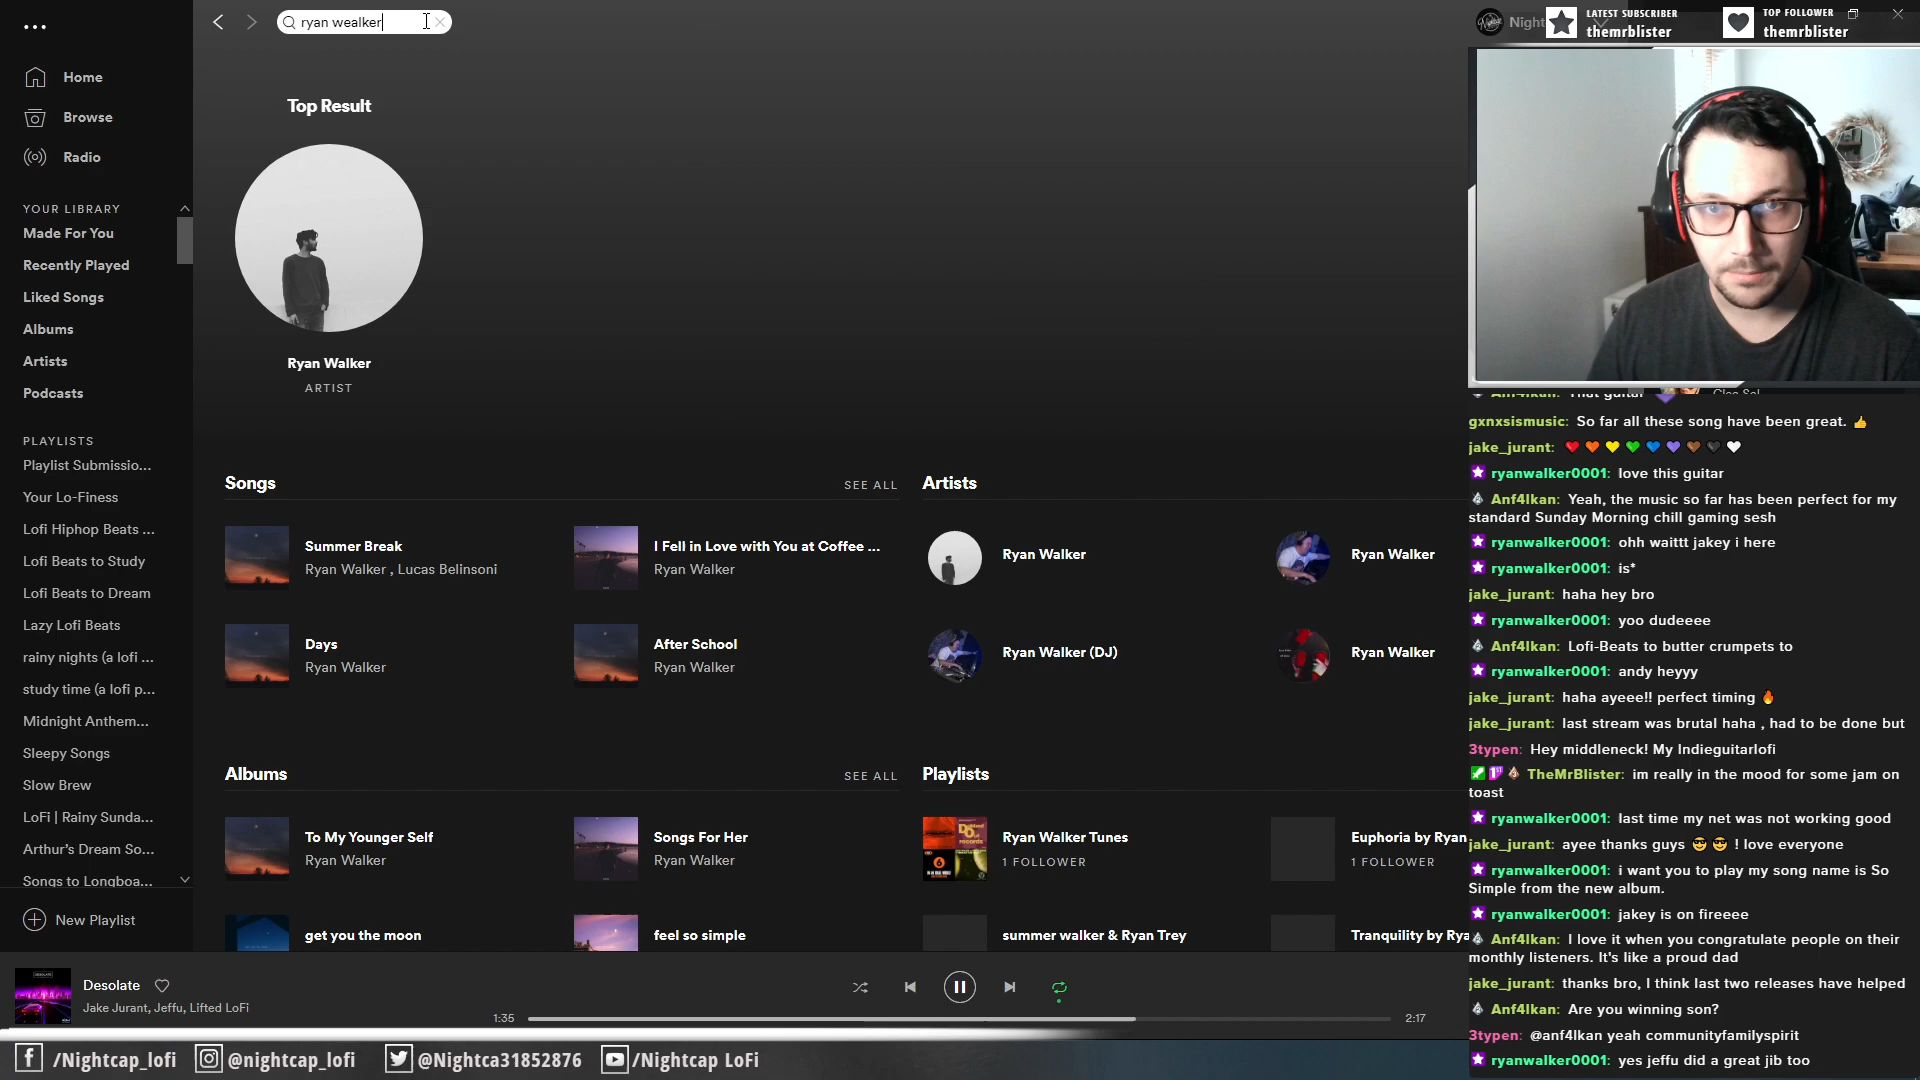 ryan wealker
Night
LATEST SUBSCRIBER
themrblister
TOP FOLLOWER
themrblister
Home
Browse
Radio
YOUR LIBRARY
Made For You
Recently Played
Liked Songs
Albums
Artists
Podcasts
PLAYLISTS
Playlist Submissio...
Your Lo-Finess
Lofi Hiphop Beats ...
Lofi Beats to Study
Lofi Beats to Dream
Lazy Lofi Beats
rainy nights (a lofi ...
study time (a lofi p...
Midnight Anthem...
Sleepy Songs
Slow Brew
LoFi | Rainy Sunda...
Arthur's Dream So...
Songs to Longboa...
New Playlist
Top Result
Ryan Walker
ARTIST
Songs
SEE ALL
Summer Break
Ryan Walker , Lucas Belinsoni
I Fell in Love with You at Coffee ...
Ryan Walker
Days
Ryan Walker
After School
Ryan Walker
Artists
Ryan Walker
Ryan Walker
Ryan Walker (DJ)
Ryan Walker
Albums
SEE ALL
To My Younger Self
Ryan Walker
Songs For Her
Ryan Walker
get you the moon
feel so simple
Playlists
Ryan Walker Tunes
1 FOLLOWER
Euphoria by Ryan
1 FOLLOWER
summer walker & Ryan Trey
Tranquility by Rya
Anf4lkan: That guitar
gxnxsismusic: So far all these song have been great. 👍
jake_jurant: ❤️🧡💛💚💙💜🤎🖤🤍
ryanwalker0001: love this guitar
Anf4lkan: Yeah, the music so far has been perfect for my
standard Sunday Morning chill gaming sesh
ryanwalker0001: ohh waittt jakey i here
ryanwalker0001: is*
jake_jurant: haha hey bro
ryanwalker0001: yoo dudeeee
Anf4lkan: Lofi-Beats to butter crumpets to
ryanwalker0001: andy heyyy
jake_jurant: haha ayeee!! perfect timing 🔥
jake_jurant: last stream was brutal haha , had to be done but
3typen: Hey middleneck! My Indieguitarlofi
TheMrBlister: im really in the mood for some jam on
toast
ryanwalker0001: last time my net was not working good
jake_jurant: ayee thanks guys 😎 😎 ! love everyone
ryanwalker0001: i want you to play my song name is So
Simple from the new album.
ryanwalker0001: jakey is on fireeee
Anf4lkan: I love it when you congratulate people on their
monthly listeners. It's like a proud dad
jake_jurant: thanks bro, I think last two releases have helped
Anf4lkan: Are you winning son?
3typen: @anf4lkan yeah communityfamilyspirit
ryanwalker0001: yes jeffu did a great jib too
Desolate
Jake Jurant, Jeffu, Lifted LoFi
1:35
2:17
/Nightcap_lofi
@nightcap_lofi
@Nightca31852876
/Nightcap LoFi